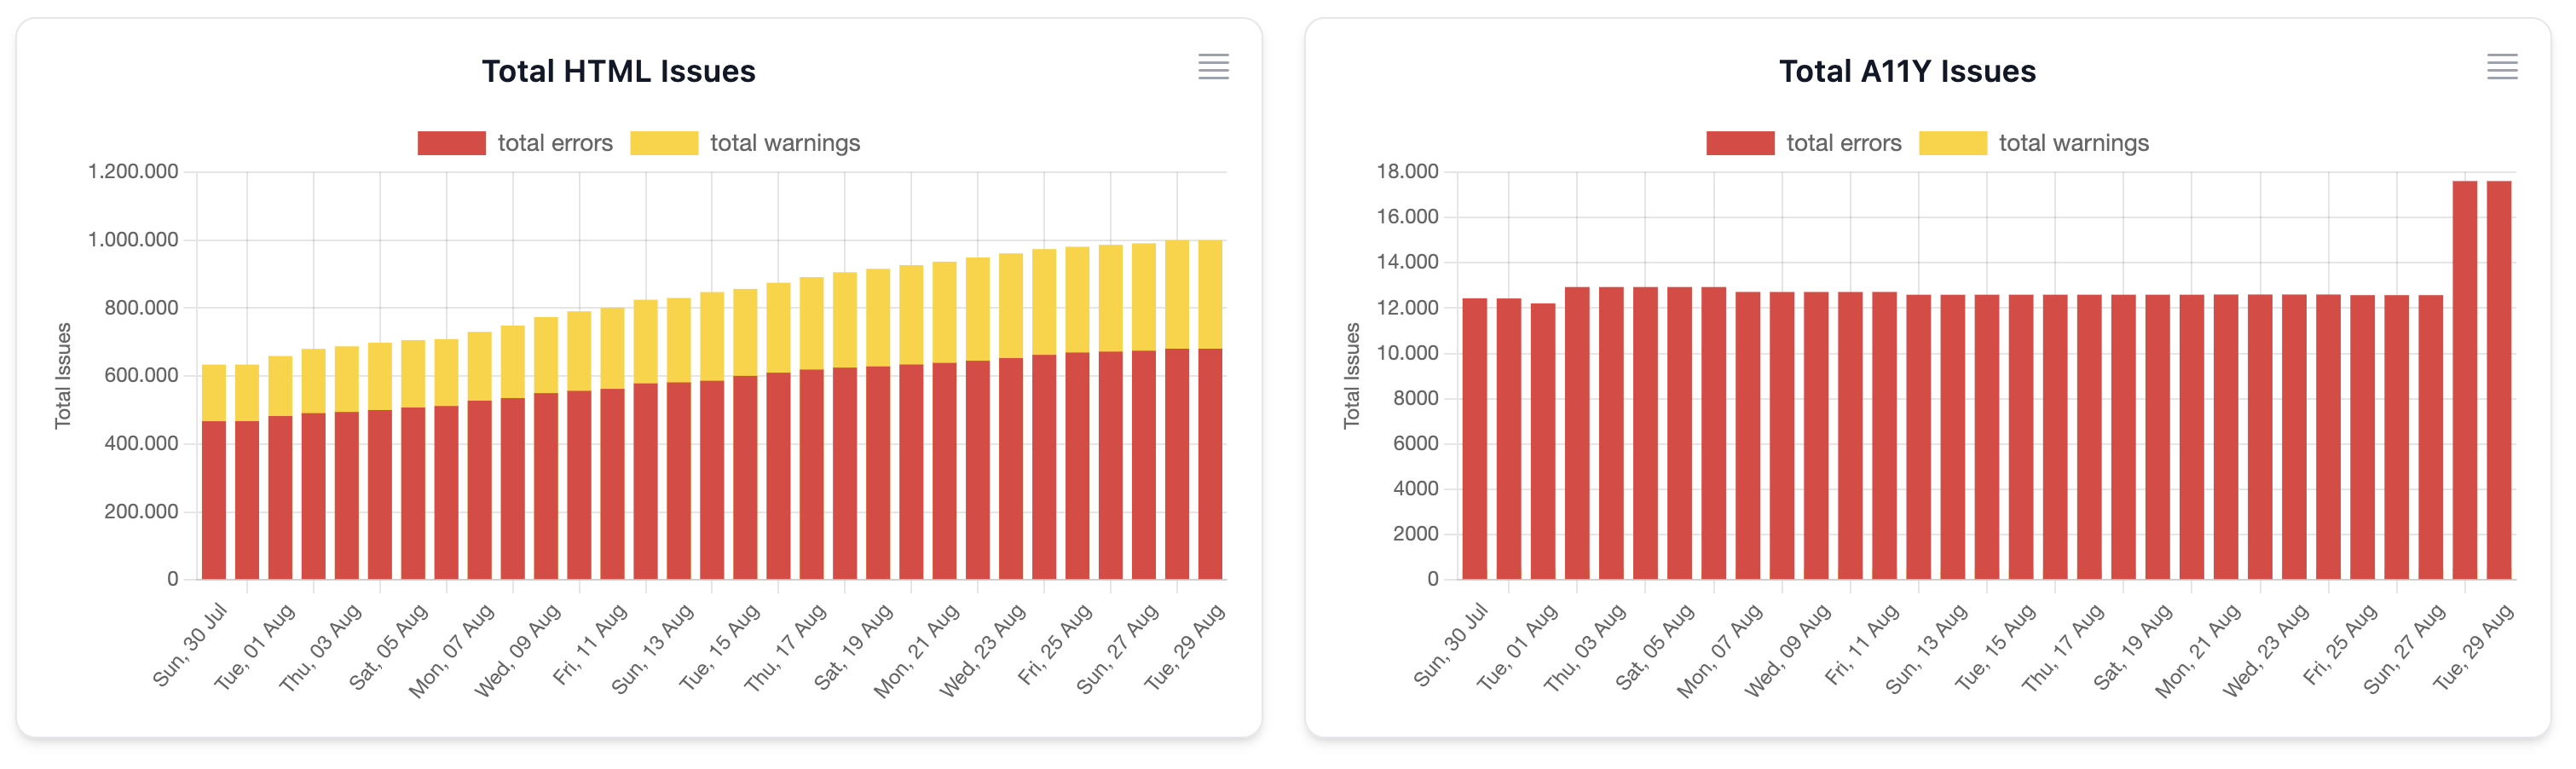 Total HTML Issues
total errors total warnings
1.200.000
1.000.000
800.000
600.000
400.000
200.000
0
Total Issues
Sun, 30 Jul
Tue, 01 Aug
Thu, 03 Aug
Sat, 05 Aug
Mon, 07 Aug
Wed, 09 Aug
Fri, 11 Aug
Sun, 13 Aug
Tue, 15 Aug
Thu, 17 Aug
Sat, 19 Aug
Mon, 21 Aug
Wed, 23 Aug
Fri, 25 Aug
Sun, 27 Aug
Tue, 29 Aug
Total A11Y Issues
total errors total warnings
18.000
16.000
14.000
12.000
10.000
8000
6000
4000
2000
0
Total Issues
Sun, 30 Jul
Tue, 01 Aug
Thu, 03 Aug
Sat, 05 Aug
Mon, 07 Aug
Wed, 09 Aug
Fri, 11 Aug
Sun, 13 Aug
Tue, 15 Aug
Thu, 17 Aug
Sat, 19 Aug
Mon, 21 Aug
Wed, 23 Aug
Fri, 25 Aug
Sun, 27 Aug
Tue, 29 Aug